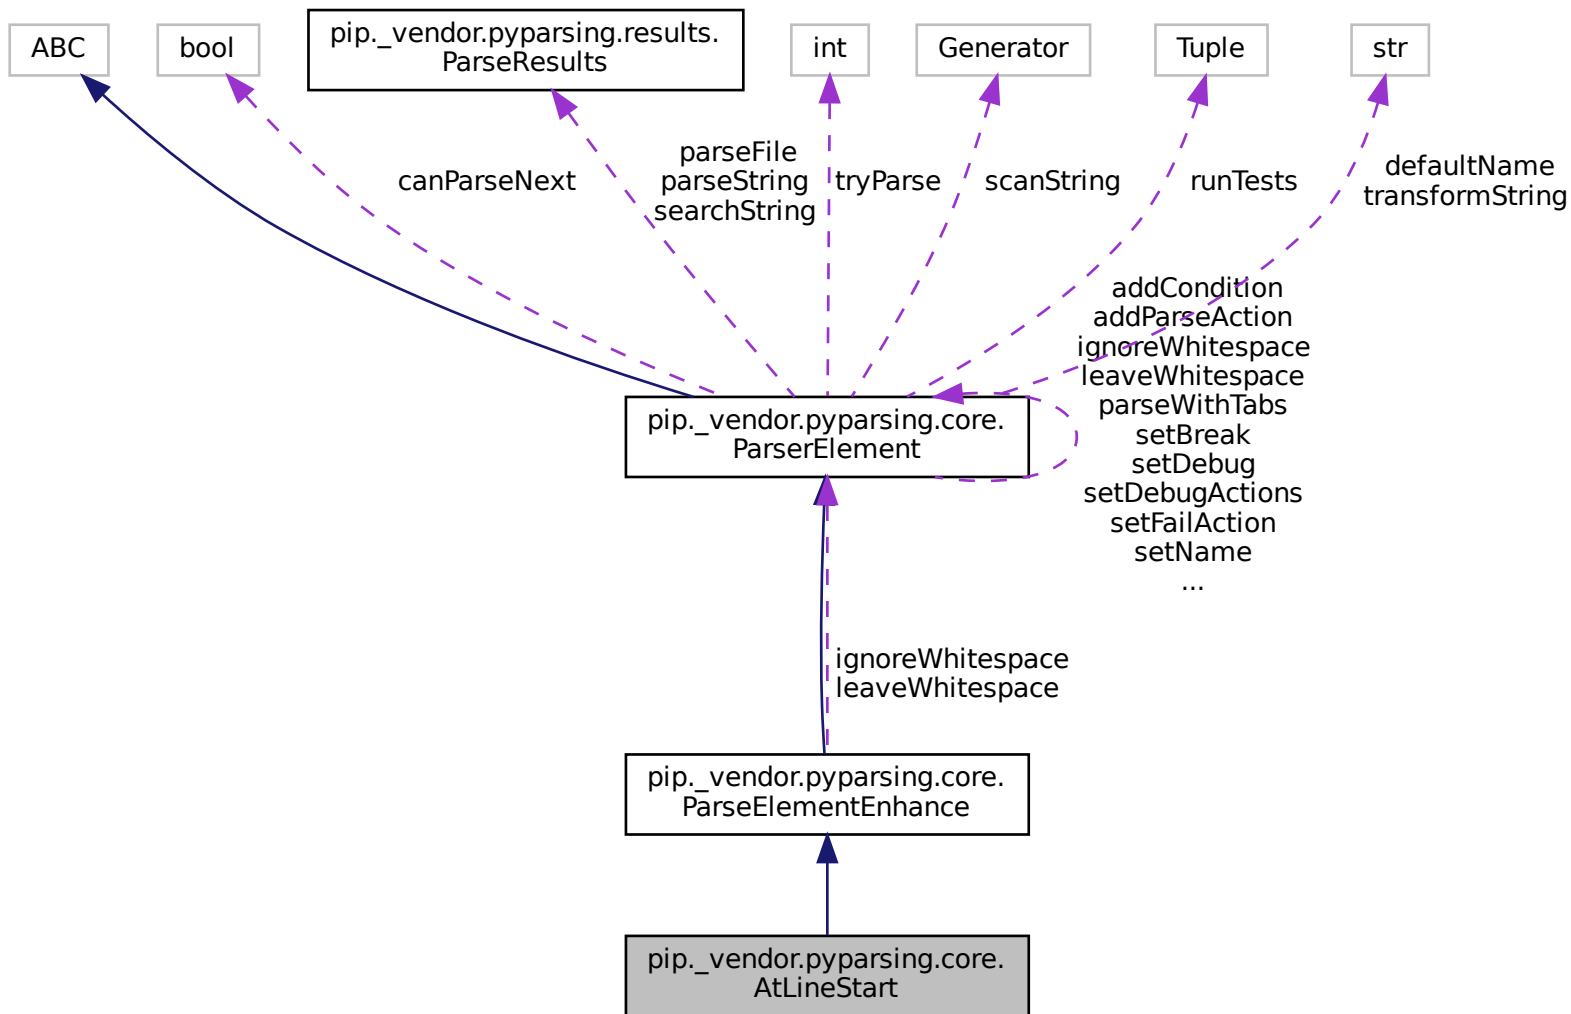 ABC
bool
pip._vendor.pyparsing.results.
ParseResults
int
Generator
Tuple
str
canParseNext
parseFile
parseString
searchString
tryParse
scanString
runTests
defaultName
transformString
addCondition
addParseAction
ignoreWhitespace
leaveWhitespace
parseWithTabs
setBreak
setDebug
setDebugActions
setFailAction
setName
...
pip._vendor.pyparsing.core.
ParserElement
ignoreWhitespace
leaveWhitespace
pip._vendor.pyparsing.core.
ParseElementEnhance
pip._vendor.pyparsing.core.
AtLineStart